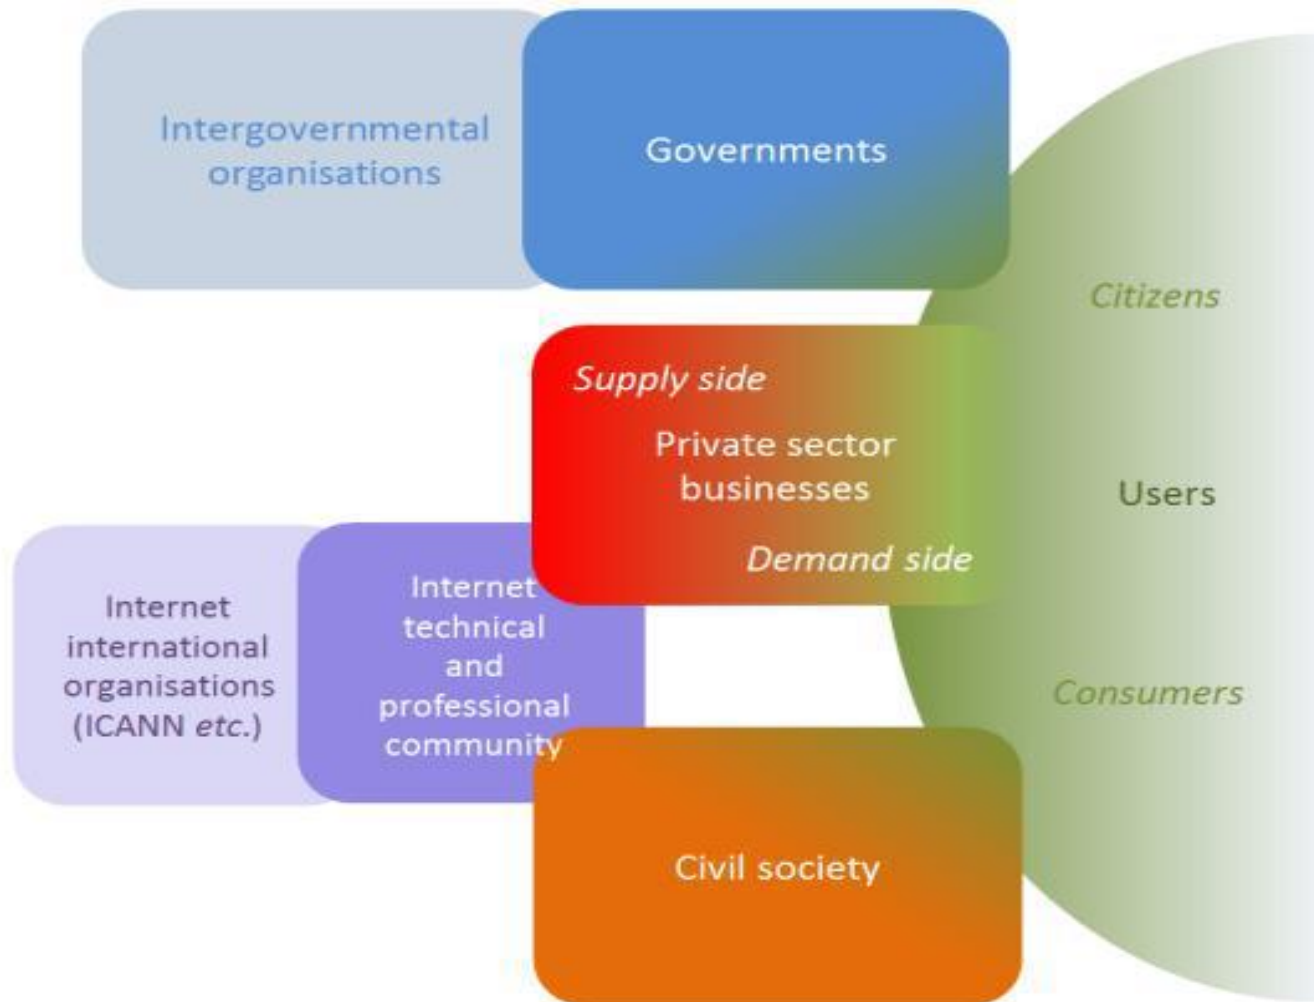 Intergovernmental
organisations
Governments
Citizens
Supply side
Private sector
businesses
Demand side
Users
Internet
international
organisations
(ICANN etc.)
Internet
technical
and
professional
community
Consumers
Civil society